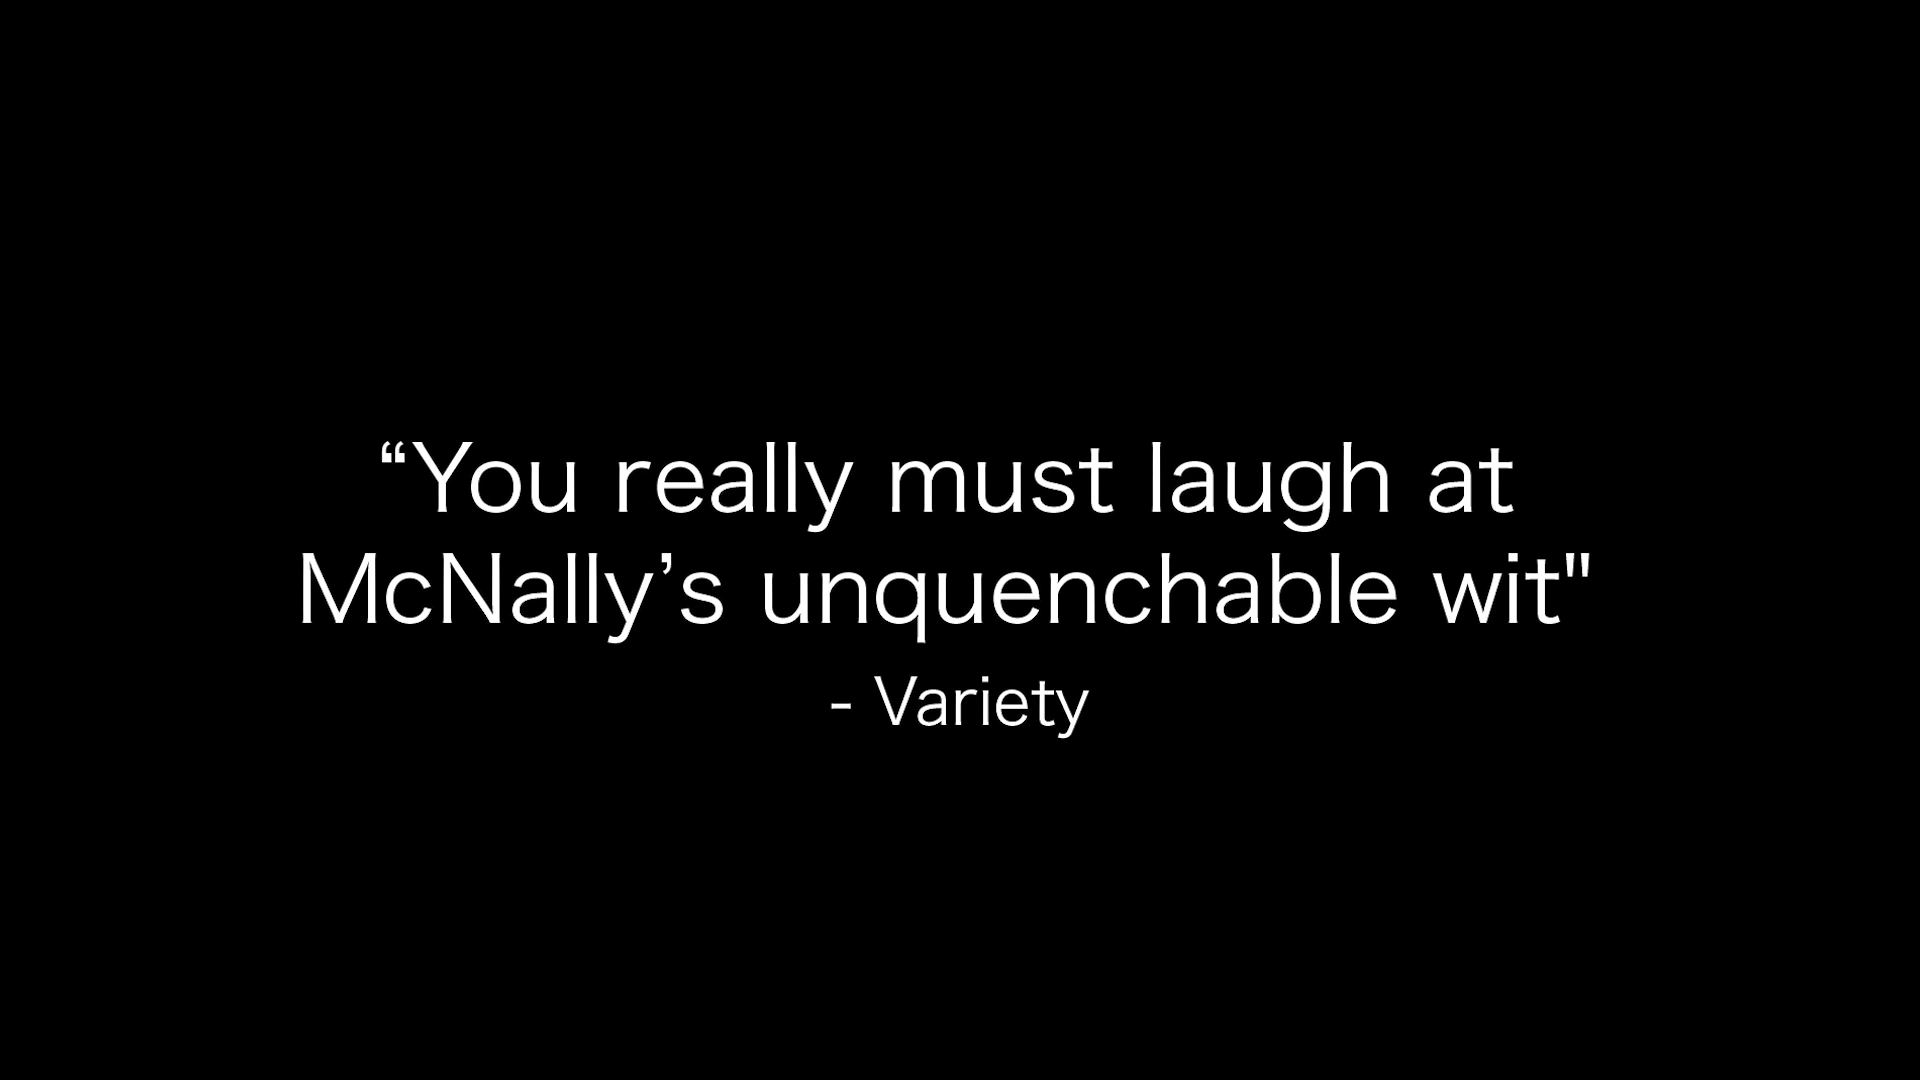 “You really must laugh at
McNally’s unquenchable wit"
- Variety